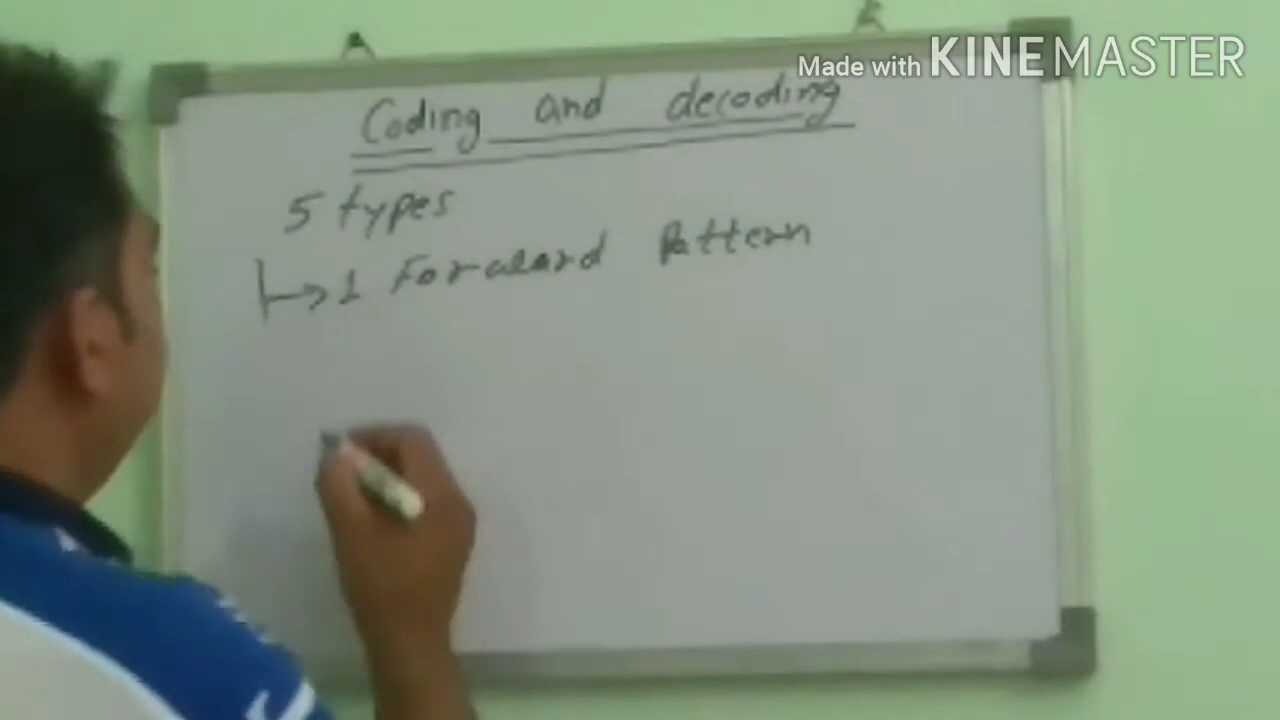 Made with KINEMASTER
Coding and decoding
5 types
→ 1 Forward Pattern